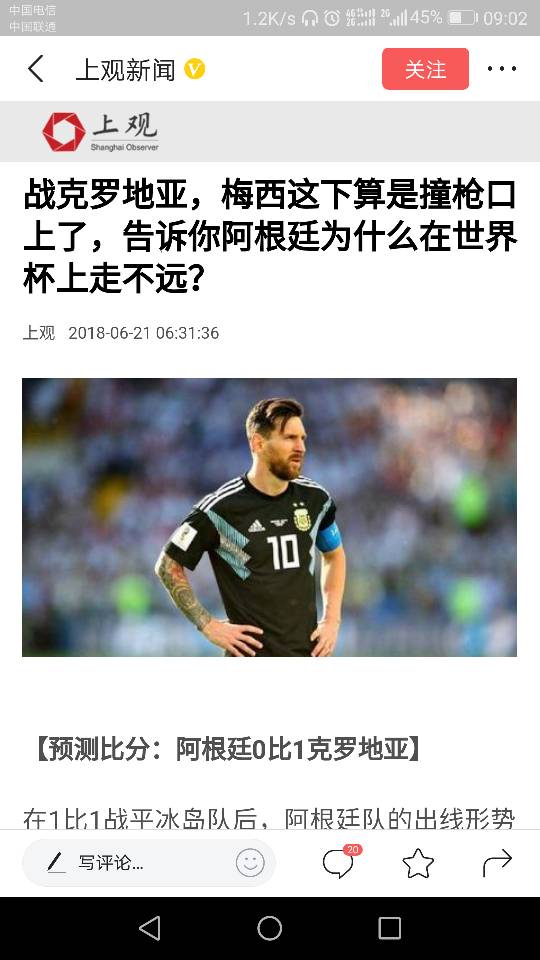 中国电信
中国联通
1.2K/s 45% 09:02
上观新闻
关注
上观
Shanghai Observer
战克罗地亚，梅西这下算是撞枪口
上了，告诉你阿根廷为什么在世界
杯上走不远？
上观 2018-06-21 06:31:36
10
【预测比分：阿根廷0比1克罗地亚】
在1比1战平冰岛队后，阿根廷队的出线形势
写评论...
20